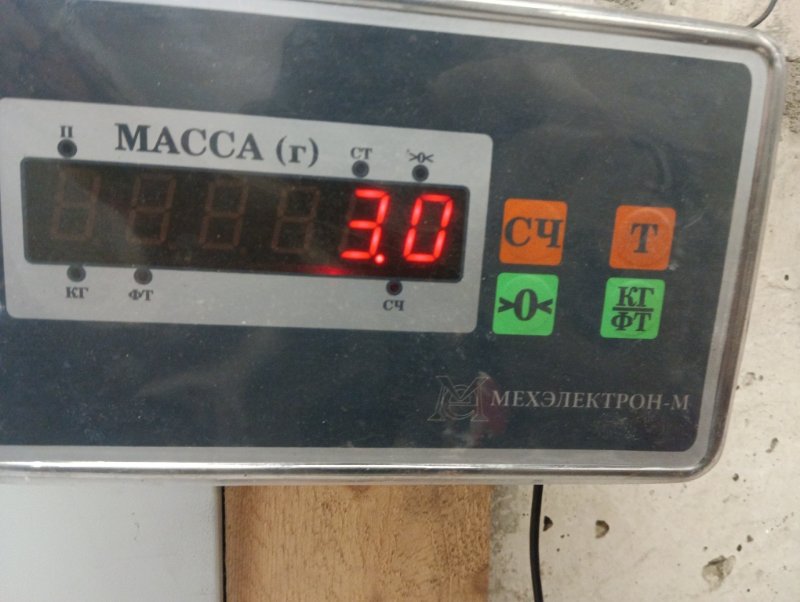 П
МАССА (г)
СТ
>0<
3.0
КГ
ФТ
СЧ
СЧ
Т
>0<
КГ
ФТ
МЕХЭЛЕКТРОН-М